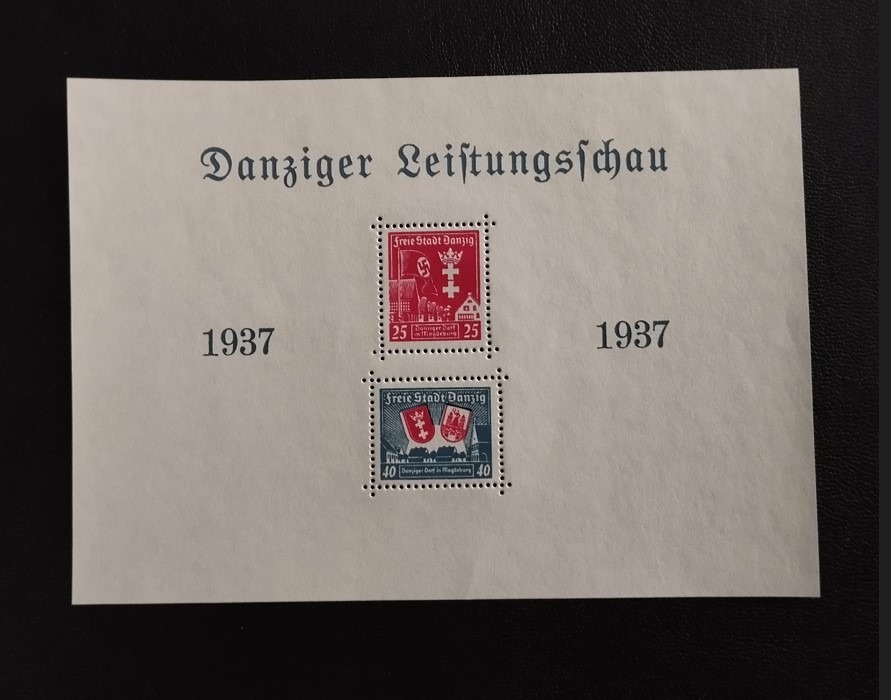 Danziger Leiſtungsſchau
Freie Stadt Danzig
1937
1937
25
Danziger Dorf
in Magdeburg
25
Freie Stadt Danzig
40
Danziger Dorf in Magdeburg
40